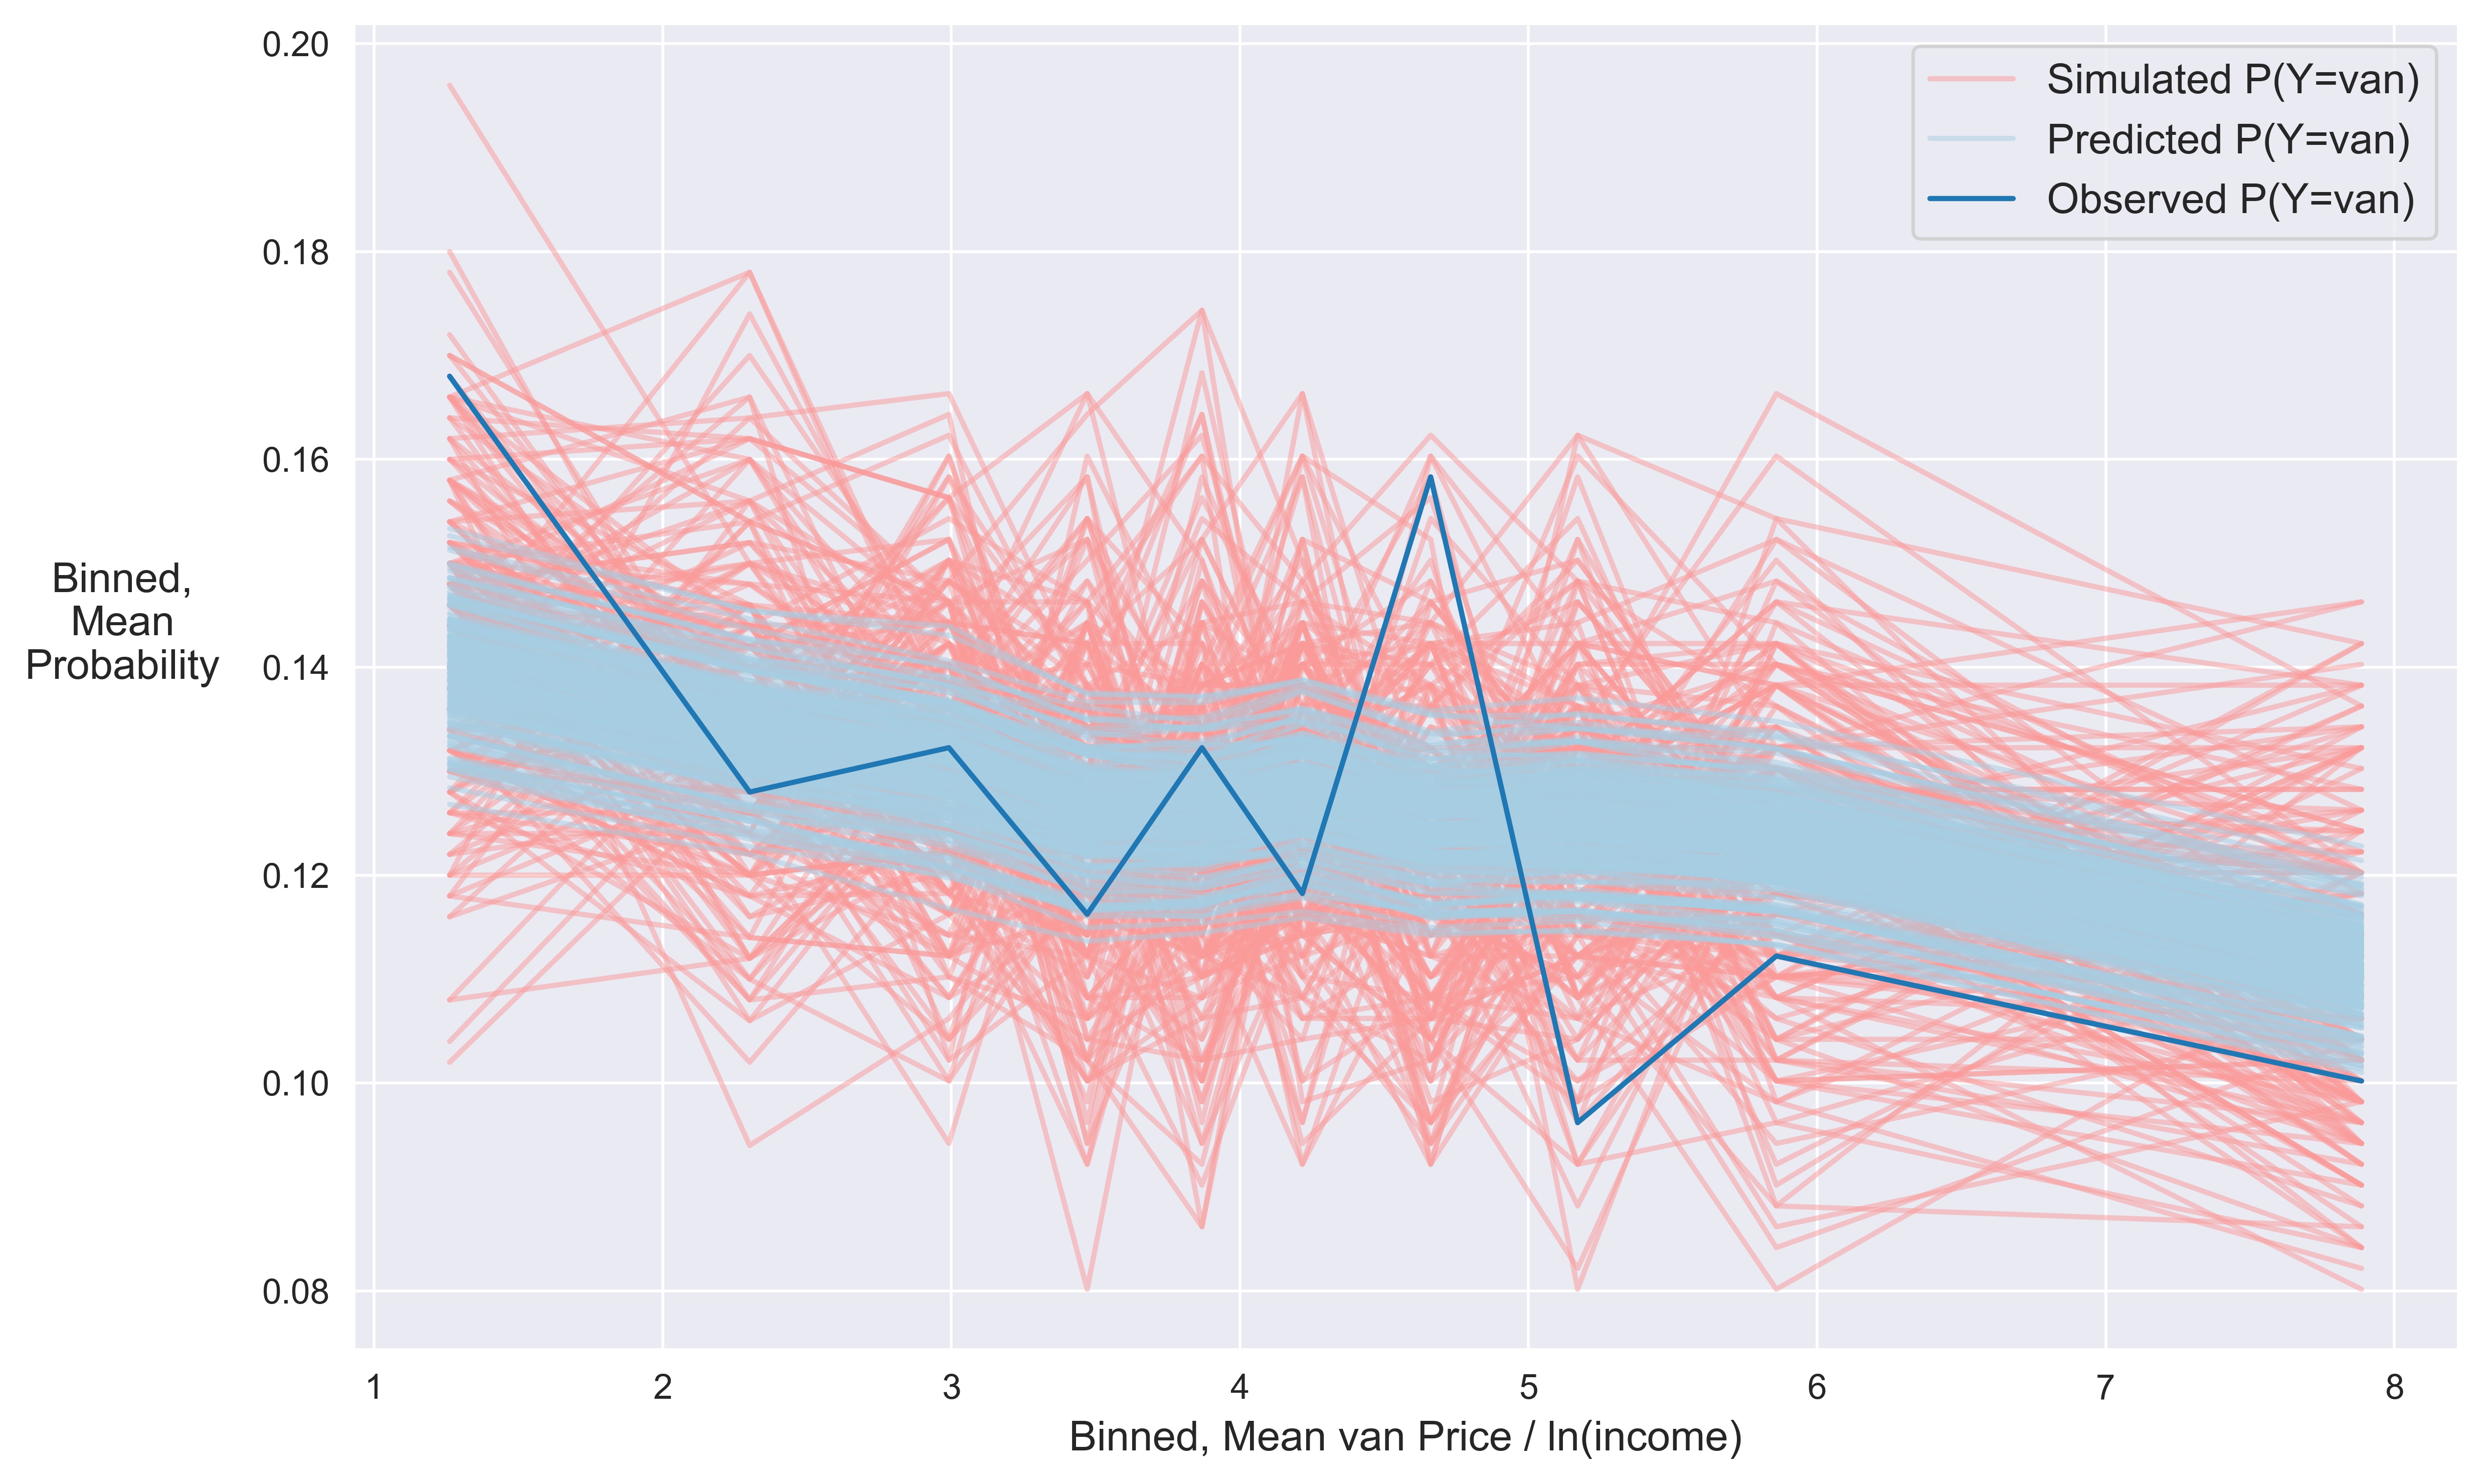 0.20
0.18
0.16
0.14
0.12
0.10
0.08
Binned,
Mean
Probability
Simulated P(Y=van)
Predicted P(Y=van)
Observed P(Y=van)
1 2 3 4 5 6 7 8
Binned, Mean van Price / ln(income)